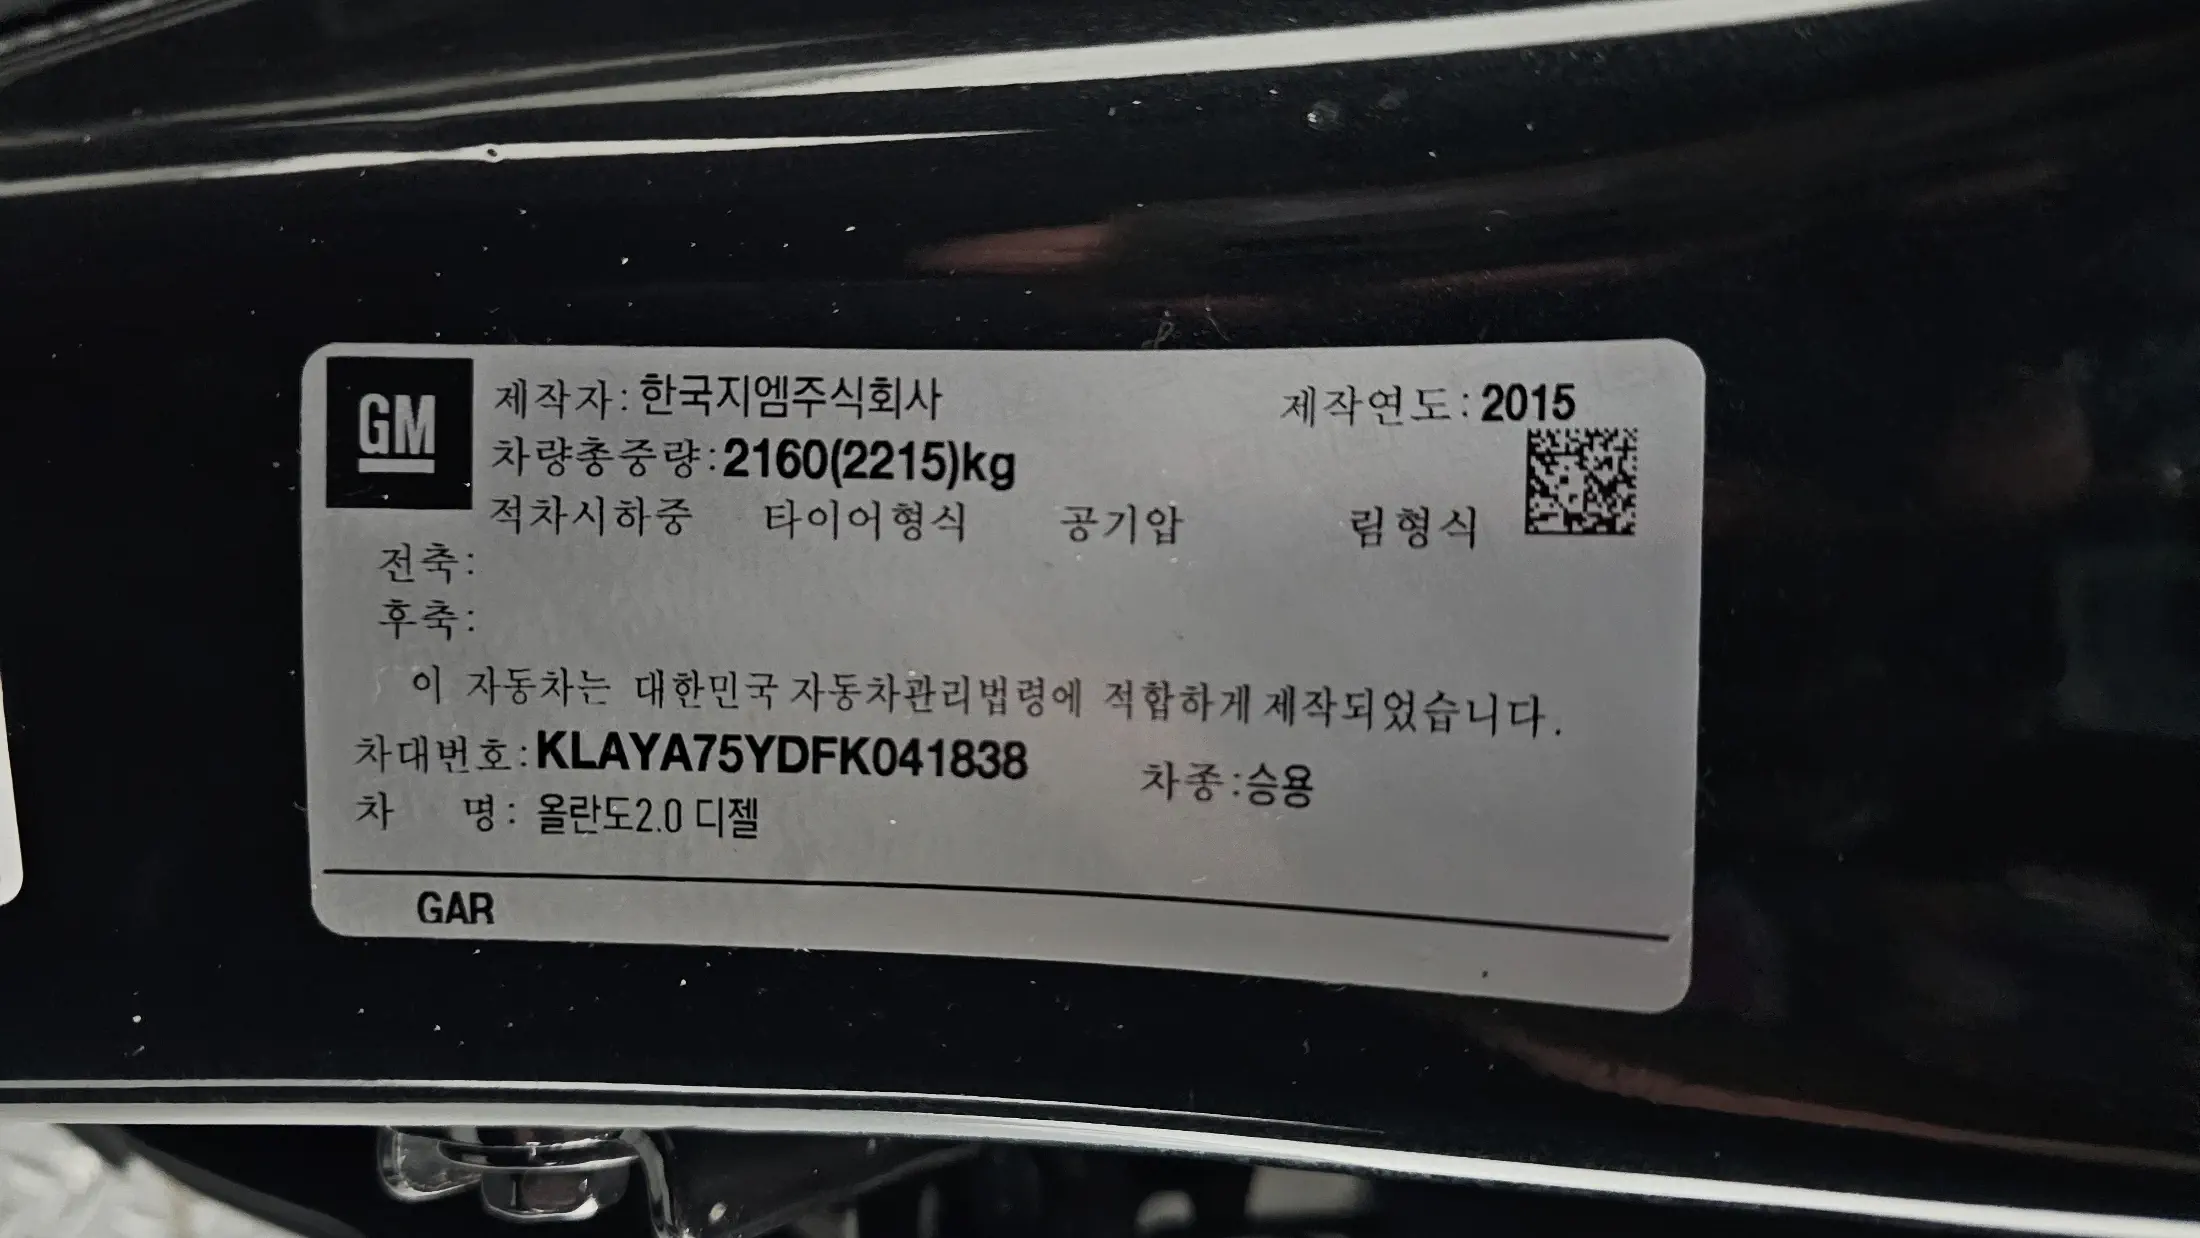 GM
제작자:한국지엠주식회사 제작연도:2015
차량총중량:2160(2215)kg
적차시하중 타이어형식 공기압 림형식
전축:
후축:
이 자동차는 대한민국 자동차관리법령에 적합하게 제작되었습니다.
차대번호:KLAYA75YDFK041838 차종:승용
차 명: 올란도2.0 디젤
GAR